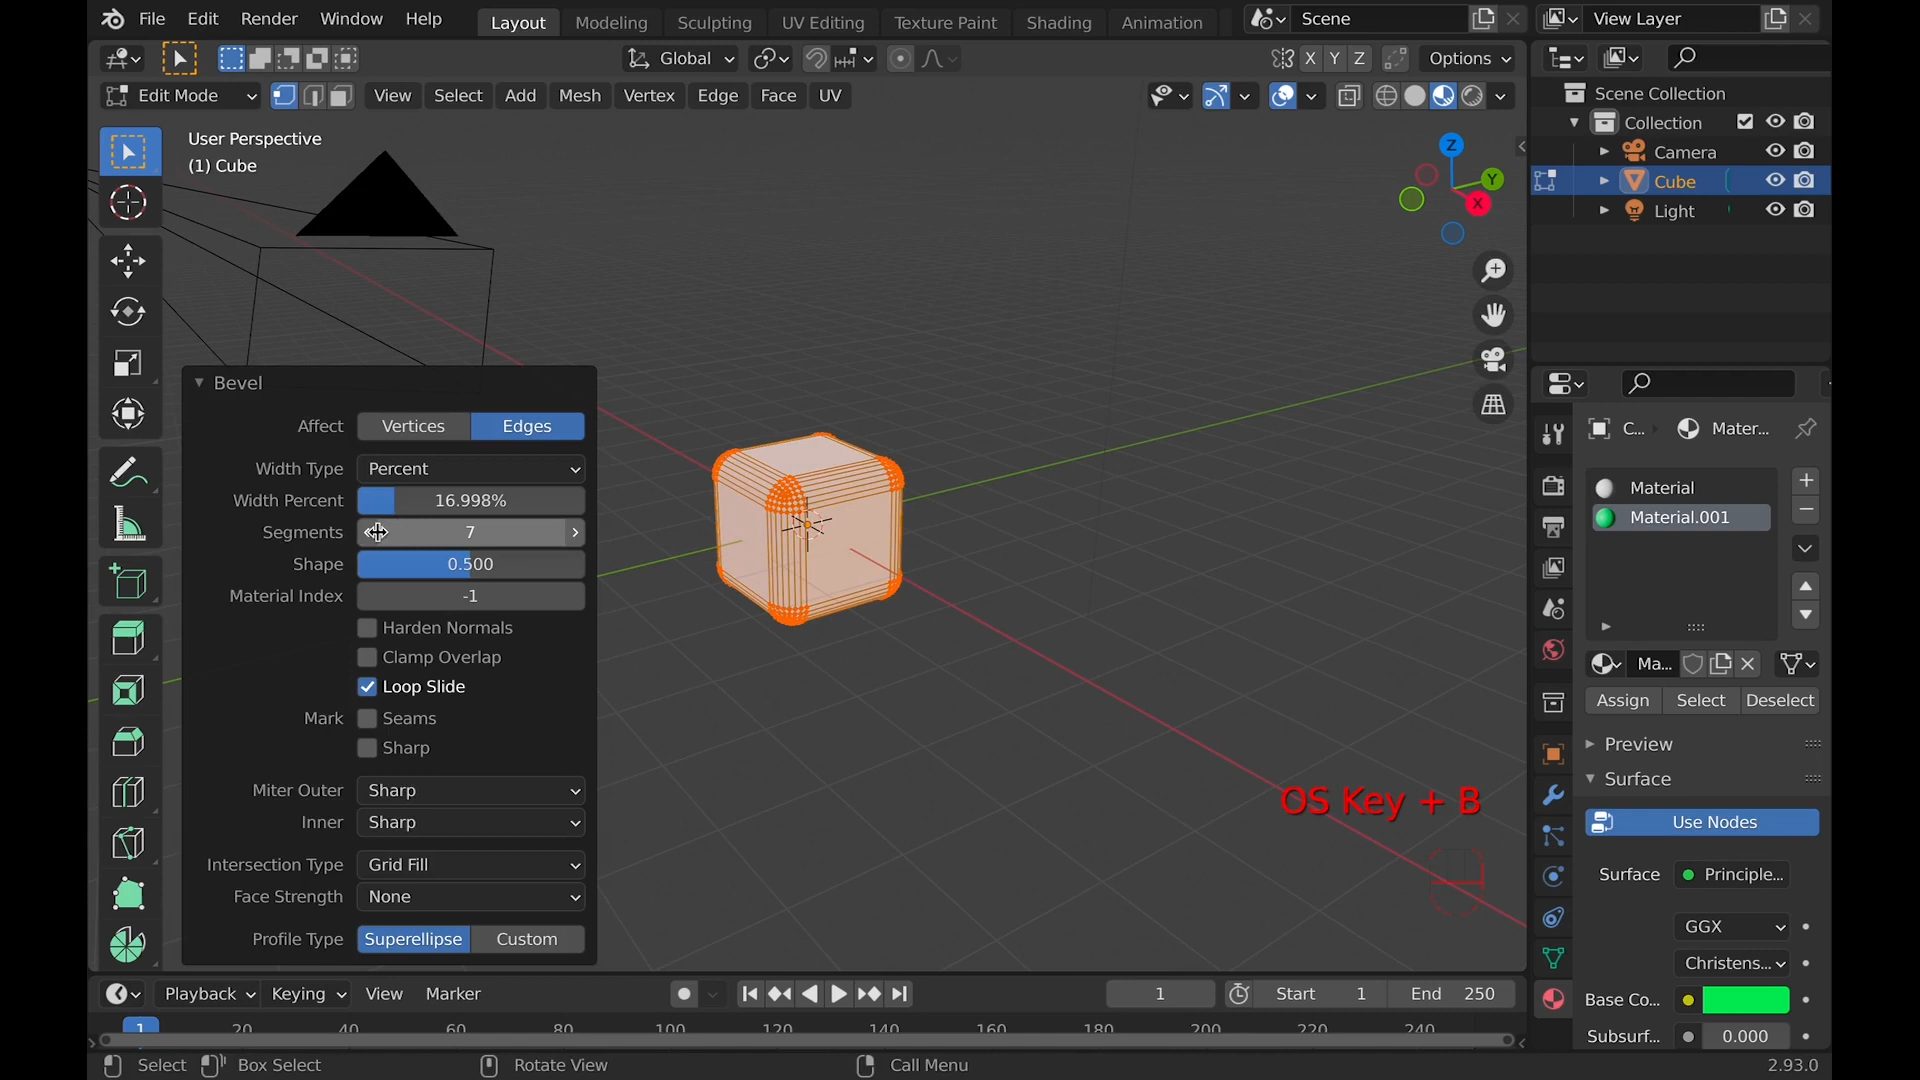 File Edit Render Window Help Layout Modeling Sculpting UV Editing Texture Paint Shading Animation Scene View Layer
Global X Y Z Options
Edit Mode View Select Add Mesh Vertex Edge Face UV
User Perspective
(1) Cube
Z
Y
X
Scene Collection
Collection
Camera
Cube
Light
Bevel
Affect Vertices Edges
Width Type Percent
Width Percent 16.998%
Segments 7
Shape 0.500
Material Index -1
Harden Normals
Clamp Overlap
Loop Slide
Mark Seams
Sharp
Miter Outer Sharp
Inner Sharp
Intersection Type Grid Fill
Face Strength None
Profile Type Superellipse Custom
OS Key + B
C... Mater...
Material
Material.001
Ma...
Assign Select Deselect
Preview
Surface
Use Nodes
Surface Principle...
GGX
Christens...
Base Co...
Subsurf... 0.000
Playback Keying View Marker 1 Start 1 End 250
1 20 40 60 80 100 120 140 160 180 200 220 240
Select Box Select Rotate View Call Menu 2.93.0